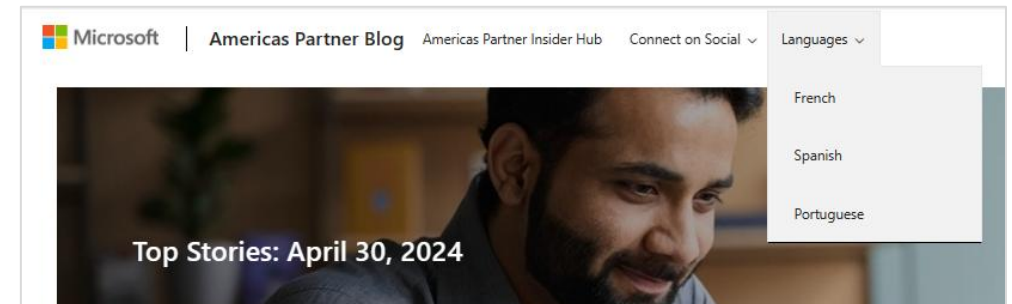 Microsoft | Americas Partner Blog Americas Partner Insider Hub Connect on Social Languages
French
Spanish
Portuguese
Top Stories: April 30, 2024